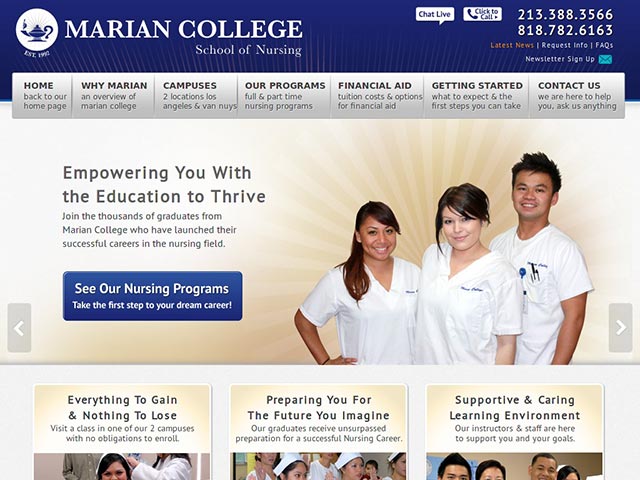 MARIAN COLLEGE
School of Nursing
EST. 1992
Chat Live
Click to Call
213.388.3566
818.782.6163
Latest News | Request Info | FAQs
Newsletter Sign Up
HOME
back to our
home page
WHY MARIAN
an overview of
marian college
CAMPUSES
2 locations los
angeles & van nuys
OUR PROGRAMS
full & part time
nursing programs
FINANCIAL AID
tuition costs & options
for financial aid
GETTING STARTED
what to expect & the
first steps you can take
CONTACT US
we are here to help
you, ask us anything
Empowering You With
the Education to Thrive
Join the thousands of graduates from
Marian College who have launched their
successful careers in the nursing field.
See Our Nursing Programs
Take the first step to your dream career!
Everything To Gain
& Nothing To Lose
Visit a class in one of our 2 campuses
with no obligations to enroll.
Preparing You For
The Future You Imagine
Our graduates receive unsurpassed
preparation for a successful Nursing Career.
Supportive & Caring
Learning Environment
Our instructors & staff are here
to support you and your goals.